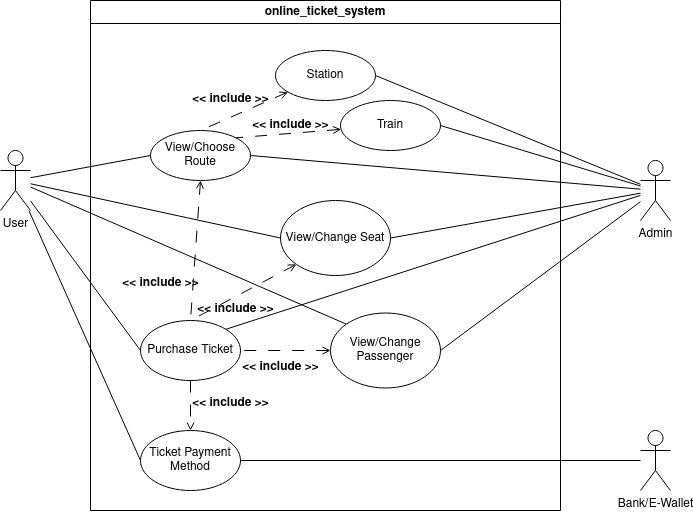 online_ticket_system
Station
<< include >>
Train
<< include >>
View/Choose
Route
User
Admin
View/Change Seat
<< include >>
<< include >>
Purchase Ticket
View/Change
Passenger
<< include >>
<< include >>
Ticket Payment
Method
Bank/E-Wallet